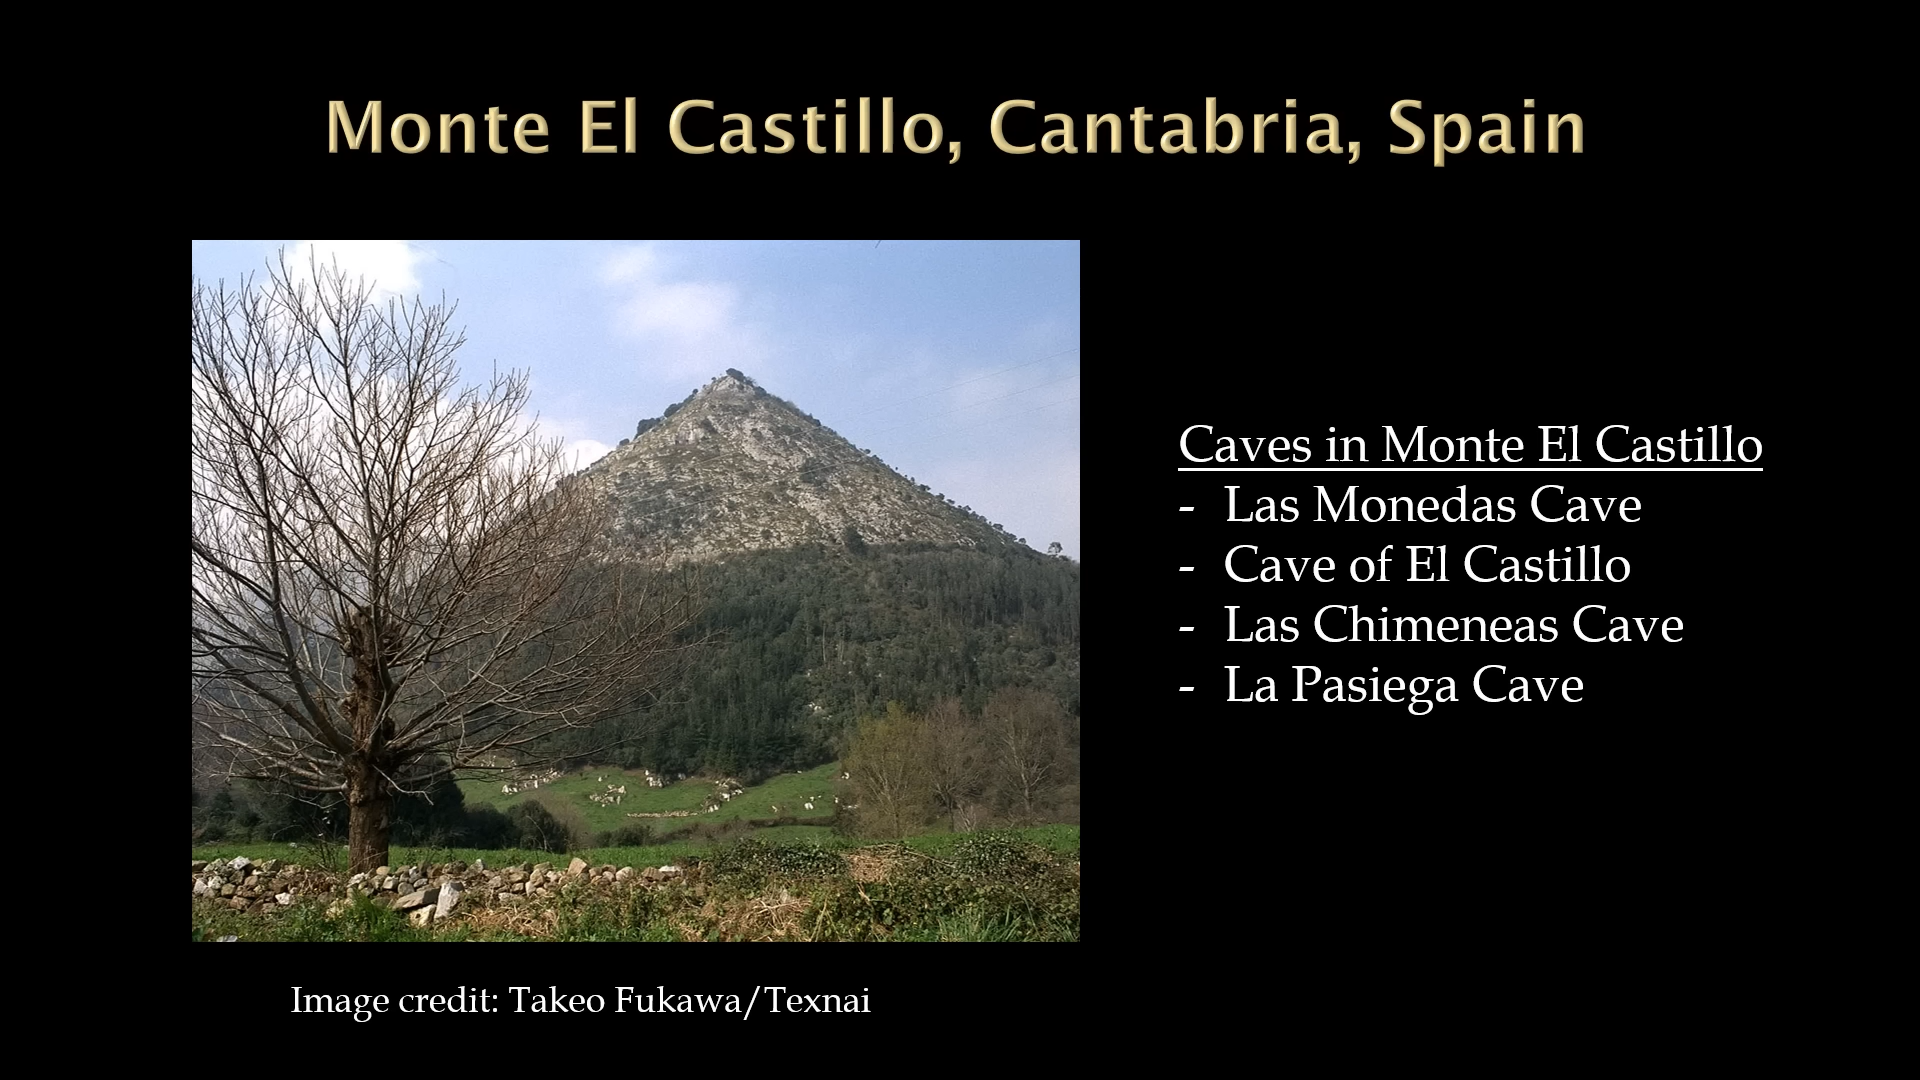 Monte El Castillo, Cantabria, Spain
Caves in Monte El Castillo
- Las Monedas Cave
- Cave of El Castillo
- Las Chimeneas Cave
- La Pasiega Cave
Image credit: Takeo Fukawa/Texnai